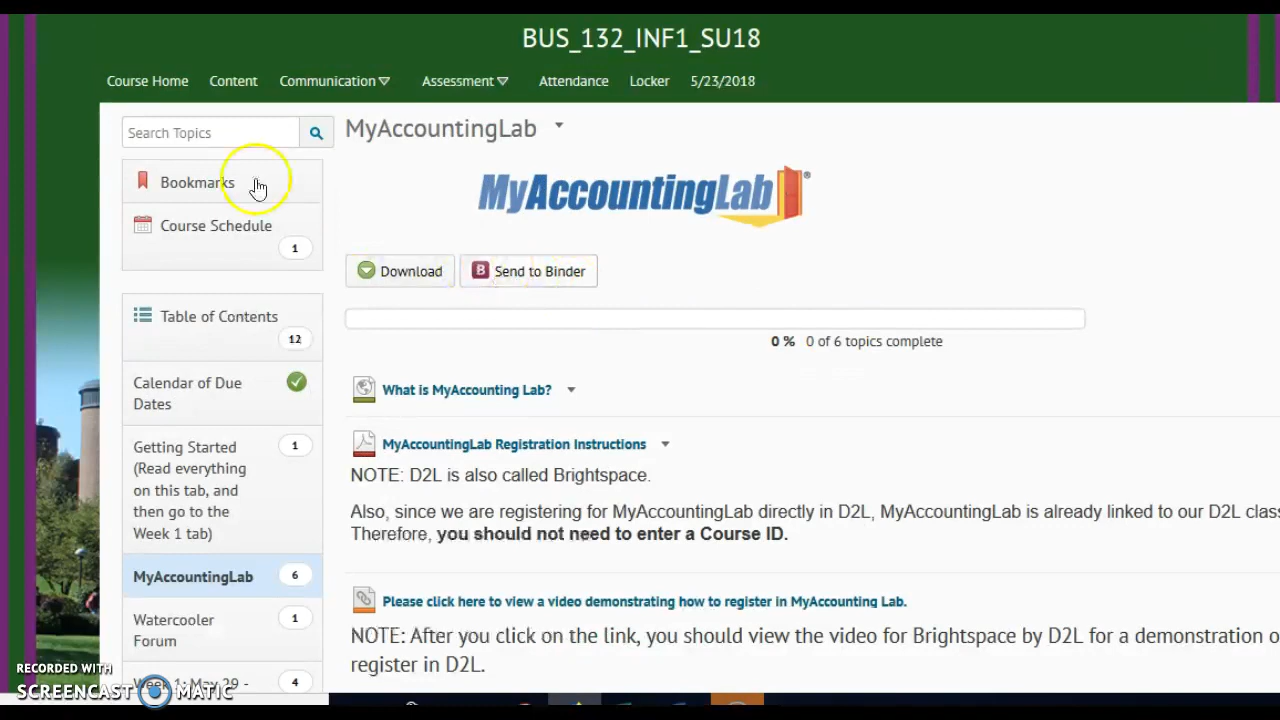 BUS_132_INF1_SU18
Course Home Content Communication Assessment Attendance Locker 5/23/2018
Search Topics
Bookmarks
Course Schedule
1
Table of Contents
12
Calendar of Due
Dates
Getting Started
1
(Read everything
on this tab, and
then go to the
Week 1 tab)
MyAccountingLab
6
Watercooler
1
Forum
Week 1: May 29 -
4
MyAccountingLab
MyAccountingLab®
Download
B Send to Binder
0 % 0 of 6 topics complete
What is MyAccounting Lab?
MyAccountingLab Registration Instructions
NOTE: D2L is also called Brightspace.
Also, since we are registering for MyAccountingLab directly in D2L, MyAccountingLab is already linked to our D2L
Therefore, you should not need to enter a Course ID.
Please click here to view a video demonstrating how to register in MyAccounting Lab.
NOTE: After you click on the link, you should view the video for Brightspace by D2L for a demonstration
register in D2L.
RECORDED WITH
SCREENCAST MATIC